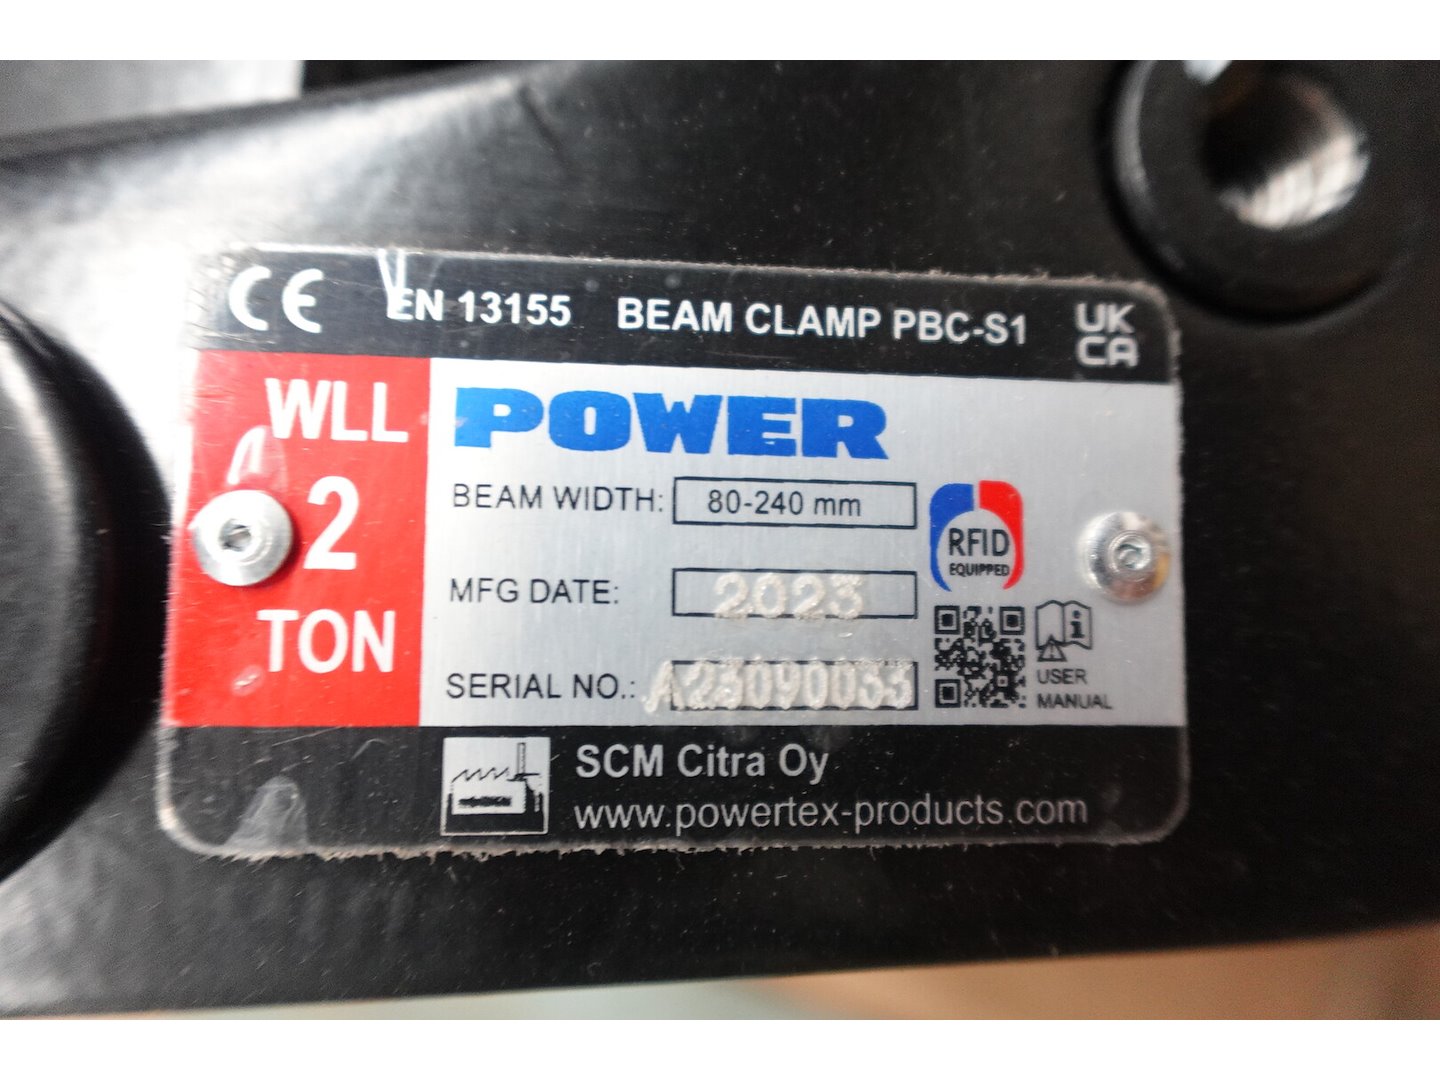 CE EN 13155 BEAM CLAMP PBC-S1 UK
CA
WLL
2
TON
POWER
BEAM WIDTH: 80-240 mm
MFG DATE: 2023
SERIAL NO.: A23090033
RFID
EQUIPPED
USER
MANUAL
SCM Citra Oy
www.powertex-products.com